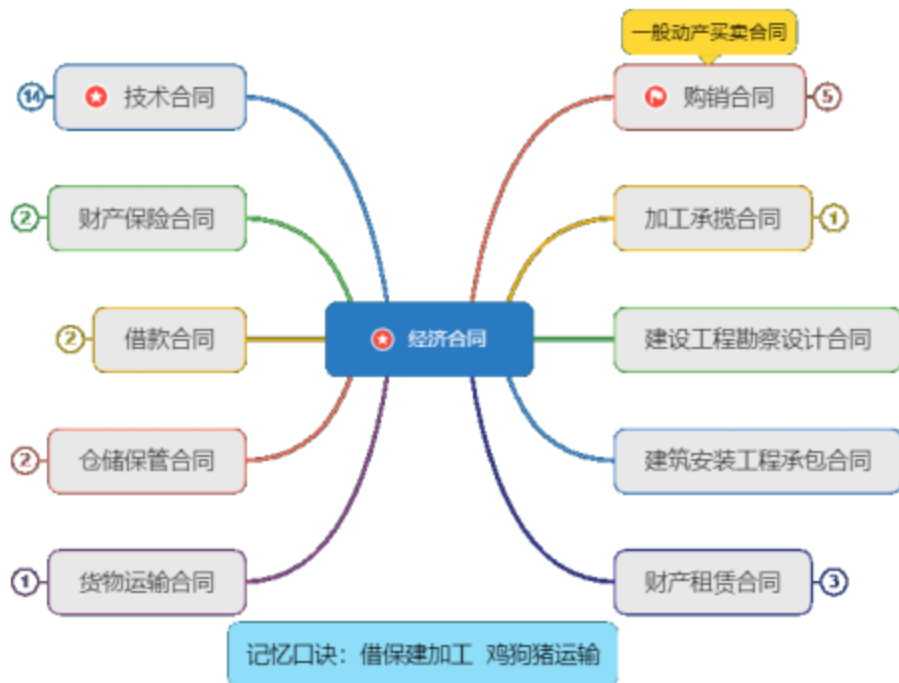 一般动产买卖合同
14
技术合同
购销合同
5
2
财产保险合同
加工承揽合同
1
2
借款合同
经济合同
建设工程勘察设计合同
2
仓储保管合同
建筑安装工程承包合同
1
货物运输合同
财产租赁合同
3
记忆口诀：借保建加工 鸡狗猪运输